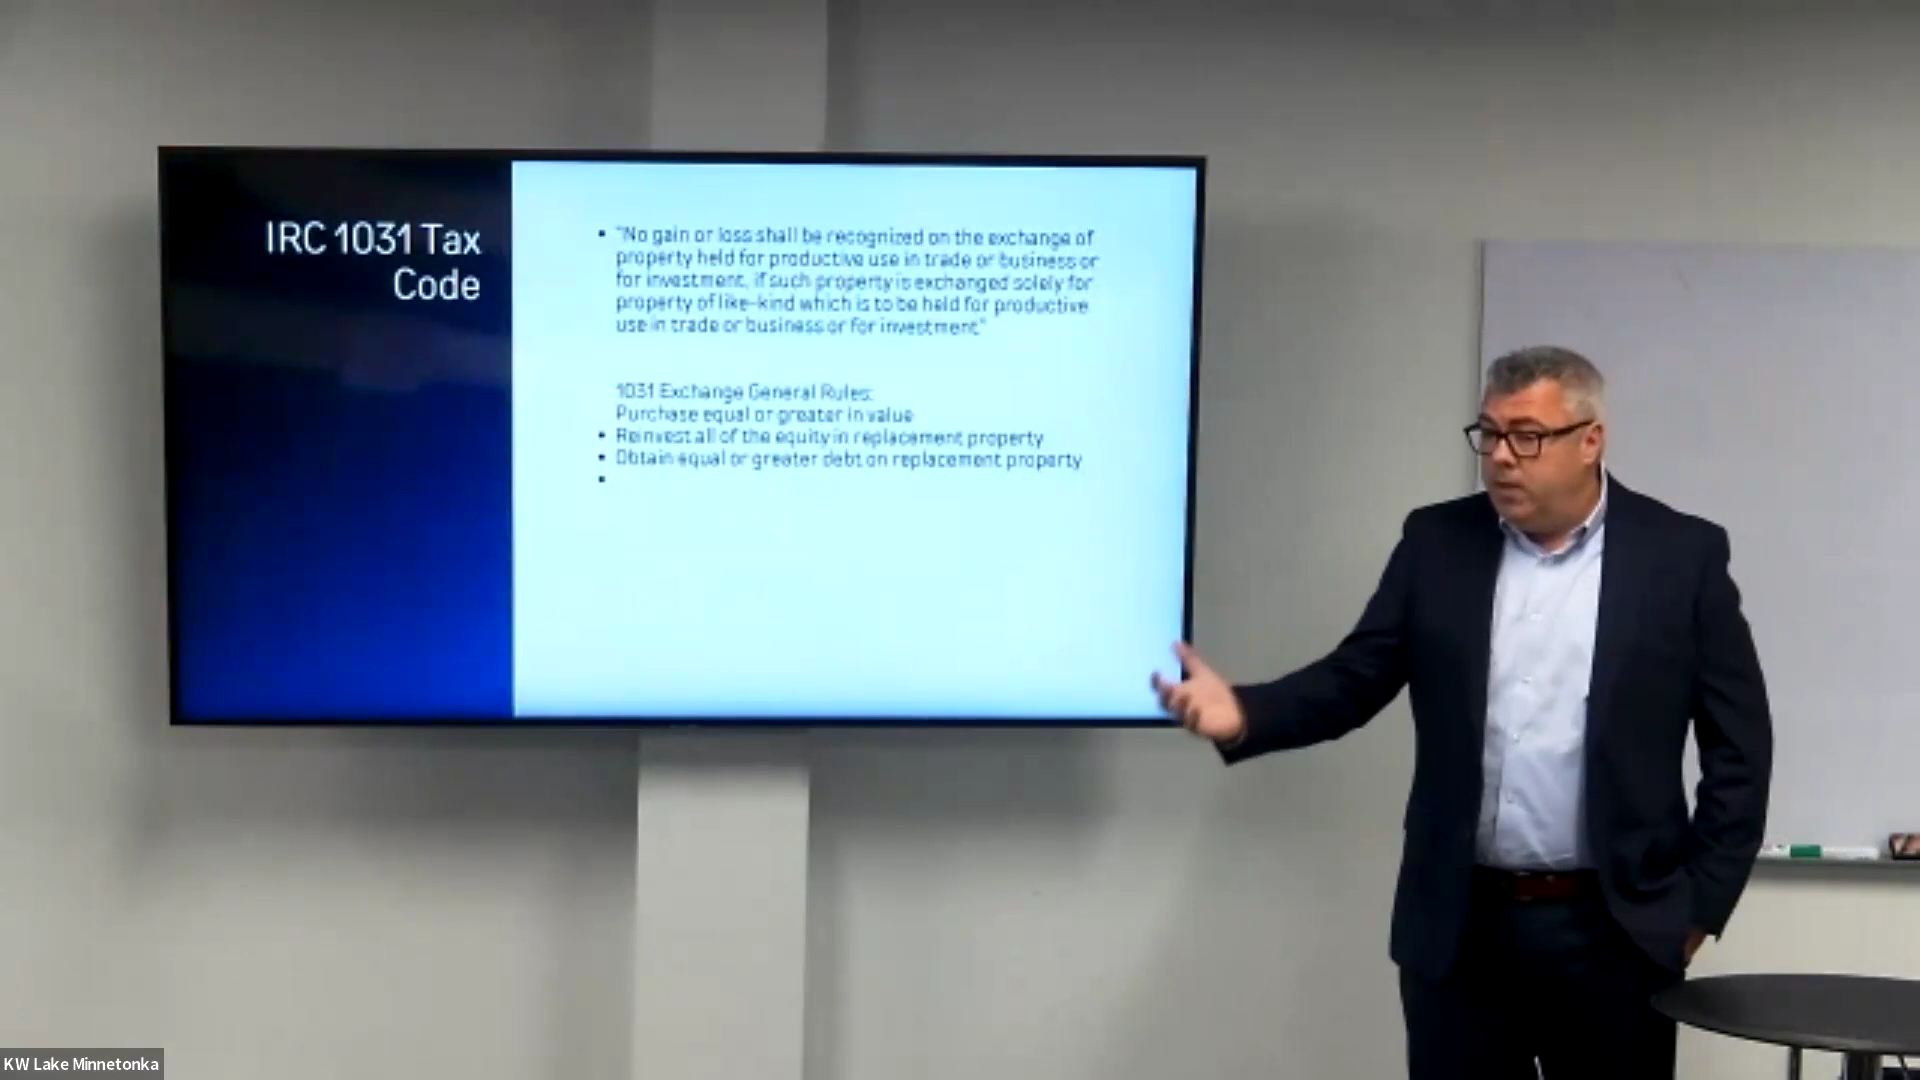 IRC 1031 Tax
Code
• "No gain or loss shall be recognized on the exchange of
property held for productive use in trade or business or
for investment, if such property is exchanged solely for
property of like-kind which is to be held for productive
use in trade or business or for investment"
1031 Exchange General Rules:
Purchase equal or greater in value
• Reinvest all of the equity in replacement property
• Obtain equal or greater debt on replacement property
•
KW Lake Minnetonka